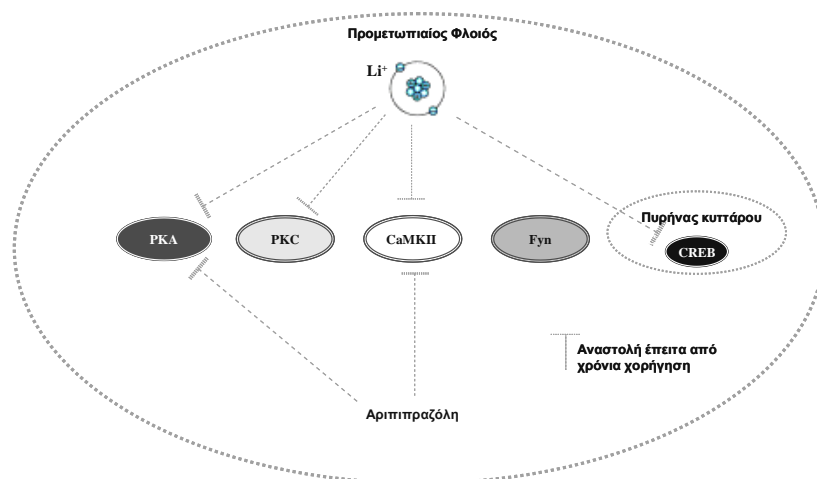 Προμετωπιαίος Φλοιός
Li⁺
Πυρήνας κυττάρου
PKA
PKC
CaMKII
Fyn
CREB
Αναστολή έπειτα από
χρόνια χορήγηση
Αριπιπραζόλη